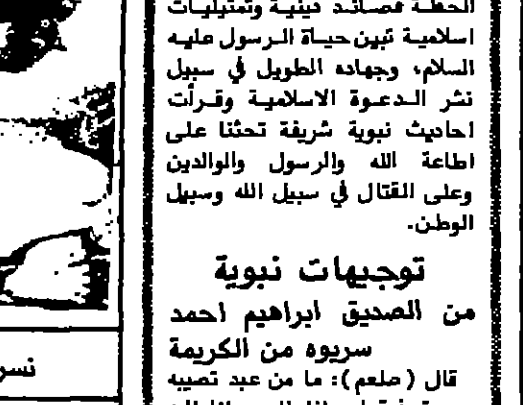 الحفلة قصائد دينية وتمثيليات
اسلامية تبين حياة الرسول عليه
السلام، وجهاده الطويل في سبيل
نشر الدعوة الاسلامية وقرأت
احاديث نبوية شريفة تحثنا على
اطاعة الله والرسول والوالدين
وعلى القتال في سبيل الله وسبيل
الوطن.
توجيهات نبوية
من الصديق ابراهيم احمد
سريوه من الكريمة
قال (صلعم): ما من عبد تصيبه
نسر